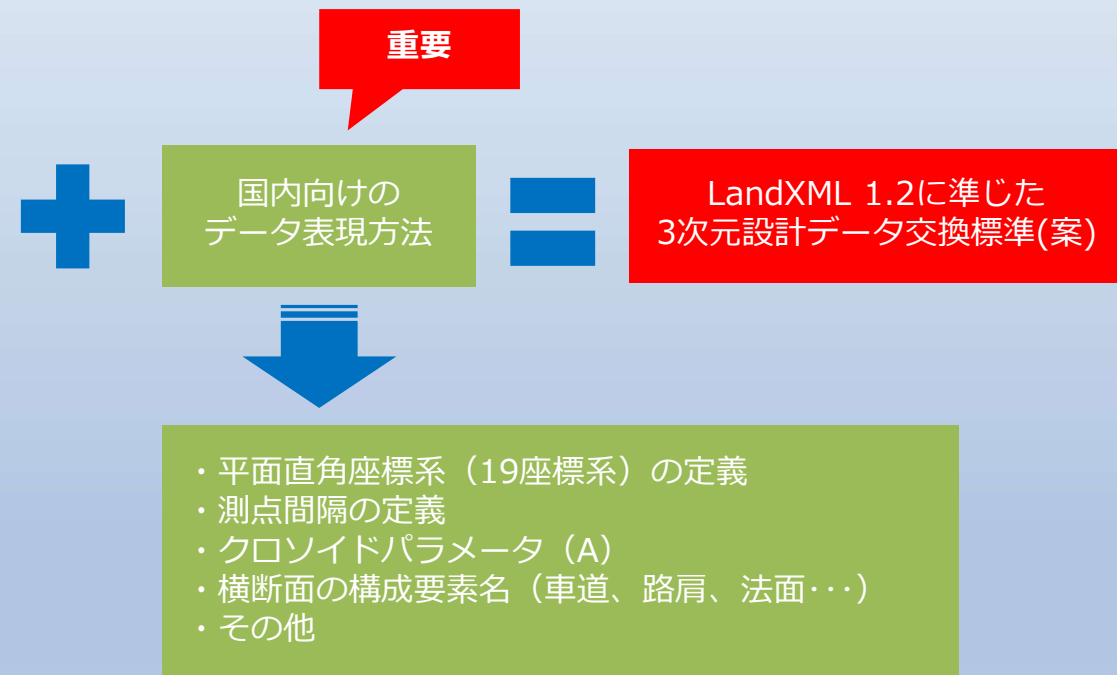 重要
国内向けの
データ表現方法
LandXML 1.2に準じた
3次元設計データ交換標準(案)
・平面直角座標系（19座標系）の定義
・測点間隔の定義
・クロソイドパラメータ（A）
・横断面の構成要素名（車道、路肩、法面･･･）
・その他